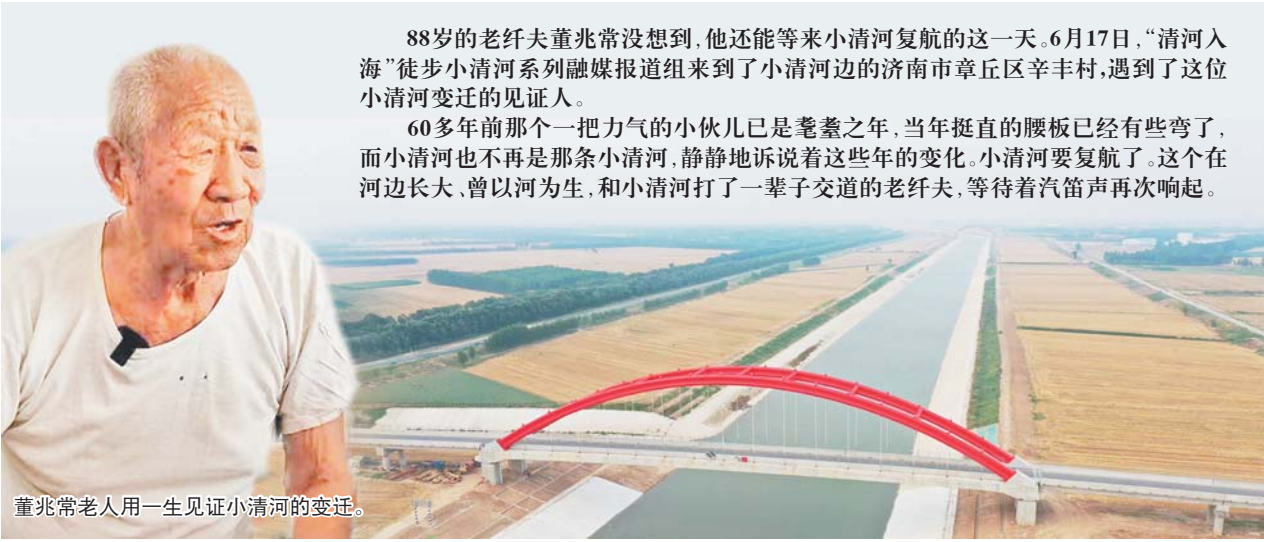 88岁的老纤夫董兆常没想到，他还能等来小清河复航的这一天。6月17日，“清河入
海”徒步小清河系列融媒报道组来到了小清河边的济南市章丘区辛丰村,遇到了这位
小清河变迁的见证人。
60多年前那个一把力气的小伙儿已是耄耋之年，当年挺直的腰板已经有些弯了，
而小清河也不再是那条小清河，静静地诉说着这些年的变化。小清河要复航了。这个在
河边长大、曾以河为生，和小清河打了一辈子交道的老纤夫，等待着汽笛声再次响起。
董兆常老人用一生见证小清河的变迁。